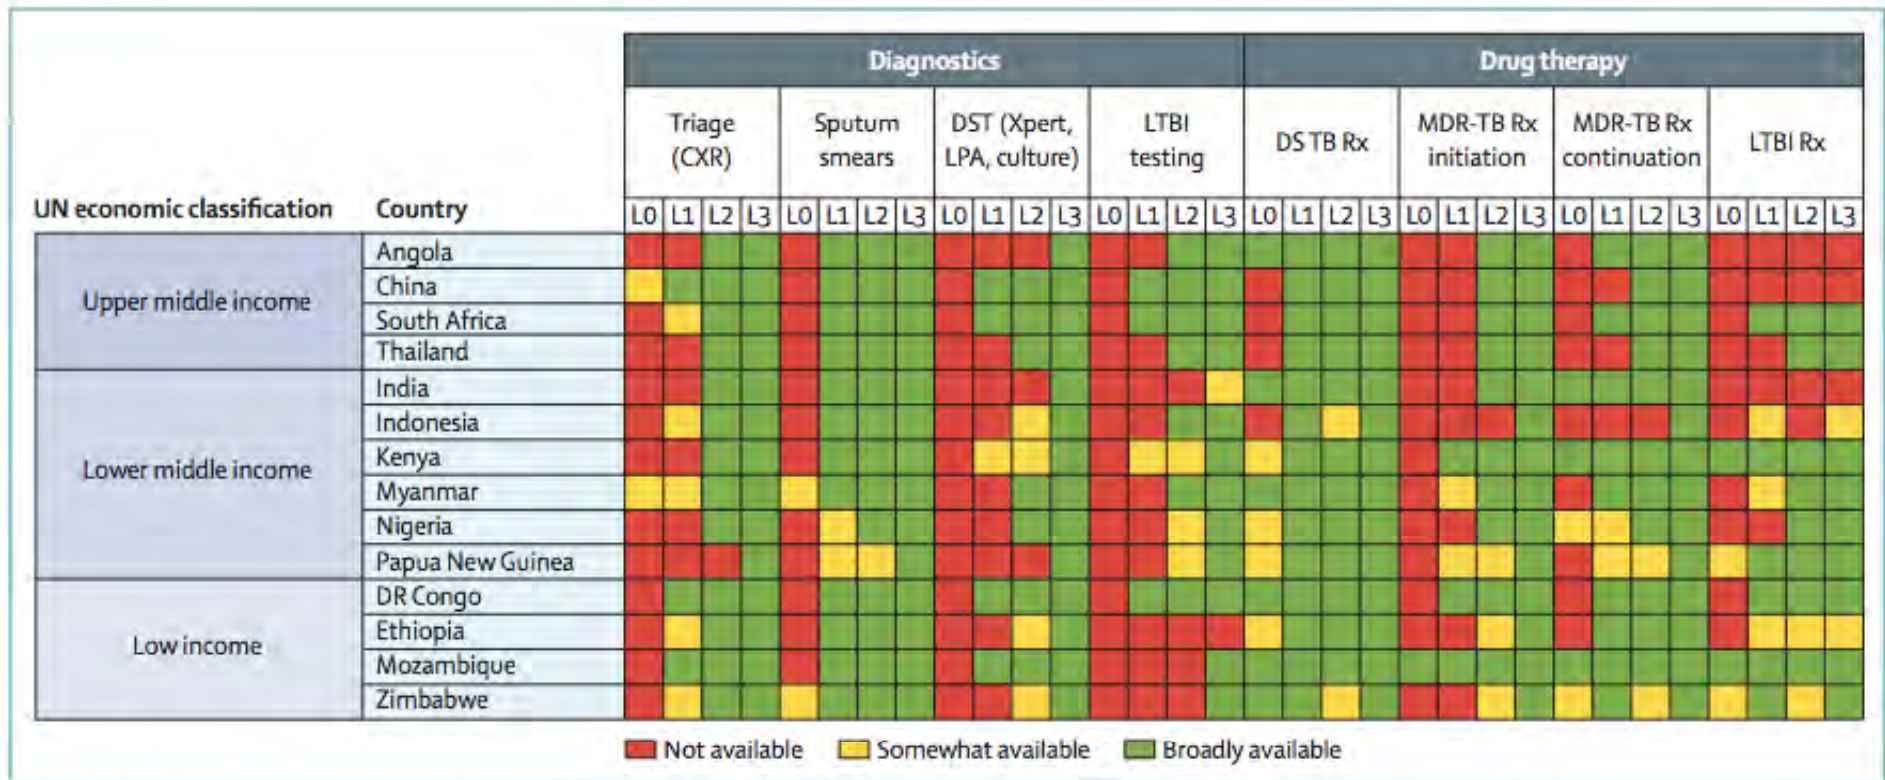 Diagnostics Drug therapy
Triage (CXR) Sputum smears DST (Xpert, LPA, culture) LTBI testing DS TB Rx MDR-TB Rx initiation MDR-TB Rx continuation LTBI Rx
UN economic classification Country L0 L1 L2 L3 L0 L1 L2 L3 L0 L1 L2 L3 L0 L1 L2 L3 L0 L1 L2 L3 L0 L1 L2 L3 L0 L1 L2 L3 L0 L1 L2 L3
Upper middle income
Angola
China
South Africa
Thailand
Lower middle income
India
Indonesia
Kenya
Myanmar
Nigeria
Papua New Guinea
Low income
DR Congo
Ethiopia
Mozambique
Zimbabwe
Not available Somewhat available Broadly available